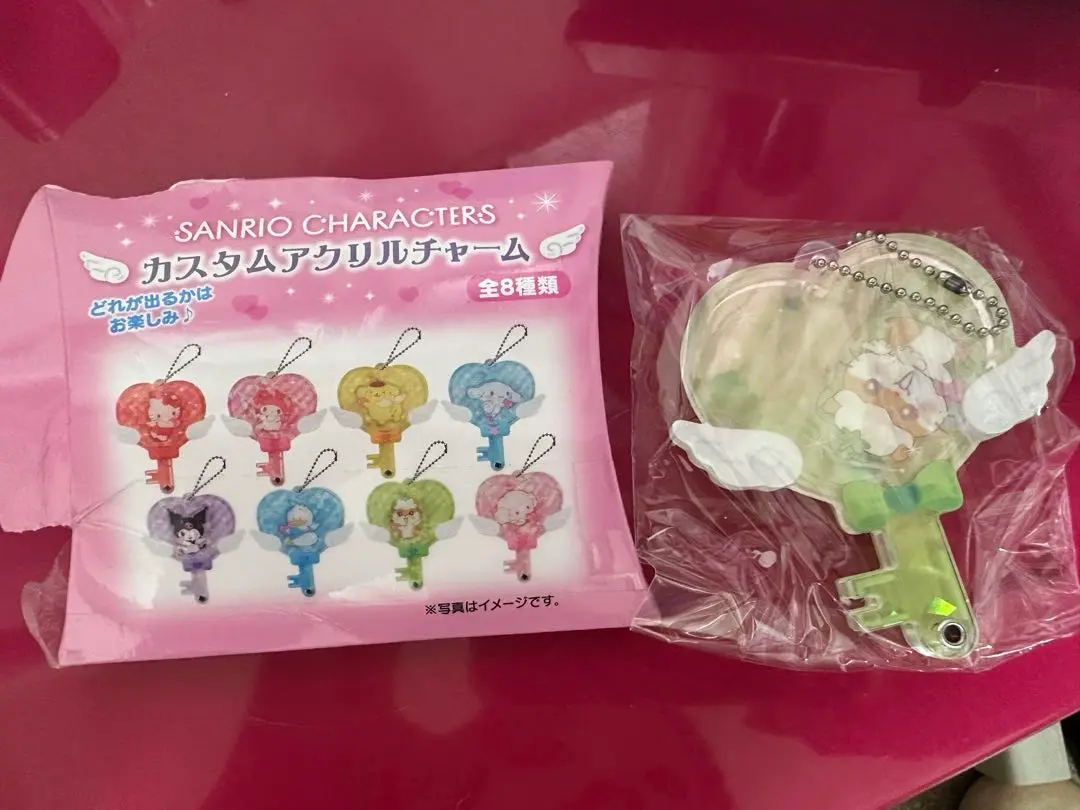 SANRIO CHARACTERS
カスタムアクリルチャーム
どれが出るかは
お楽しみ♪
全8種類
※写真はイメージです。